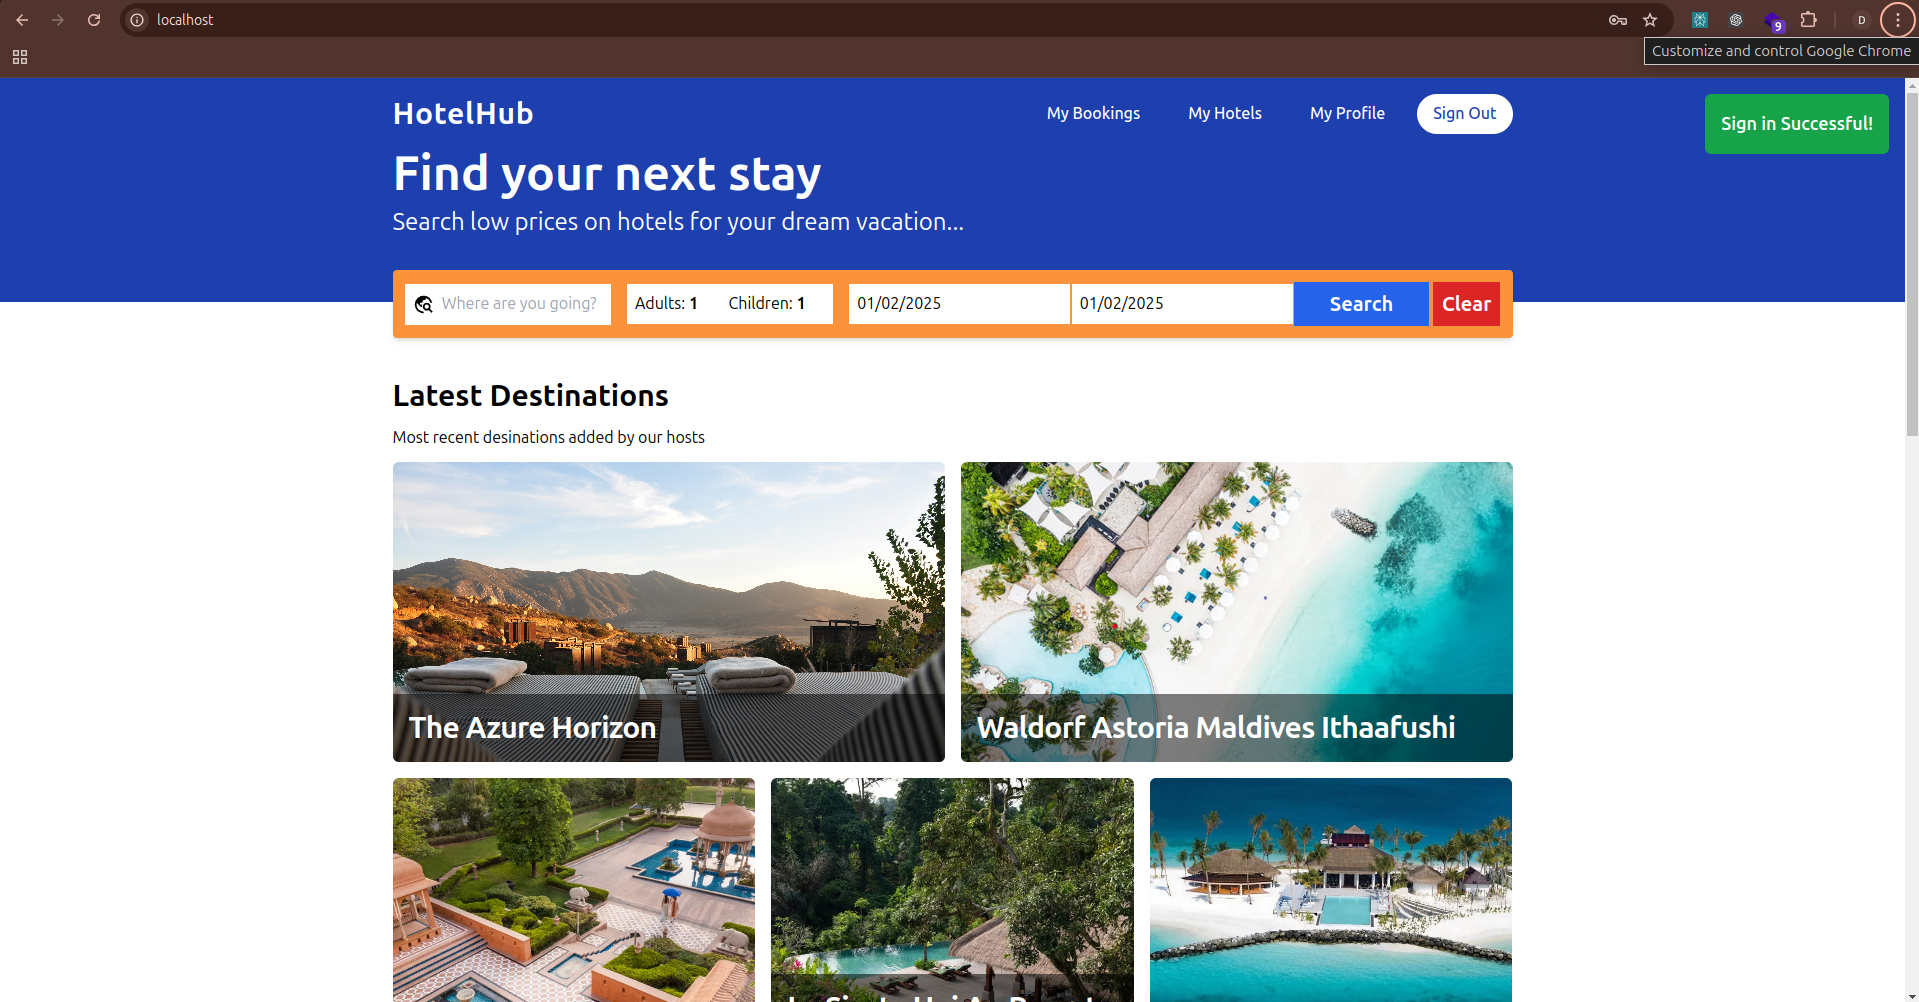 localhost
9
D
Customize and control Google Chrome
HotelHub
My Bookings
My Hotels
My Profile
Sign Out
Sign in Successful!
Find your next stay
Search low prices on hotels for your dream vacation...
Where are you going?
Adults: 1
Children: 1
01/02/2025
01/02/2025
Search
Clear
Latest Destinations
Most recent desinations added by our hosts
The Azure Horizon
Waldorf Astoria Maldives Ithaafushi